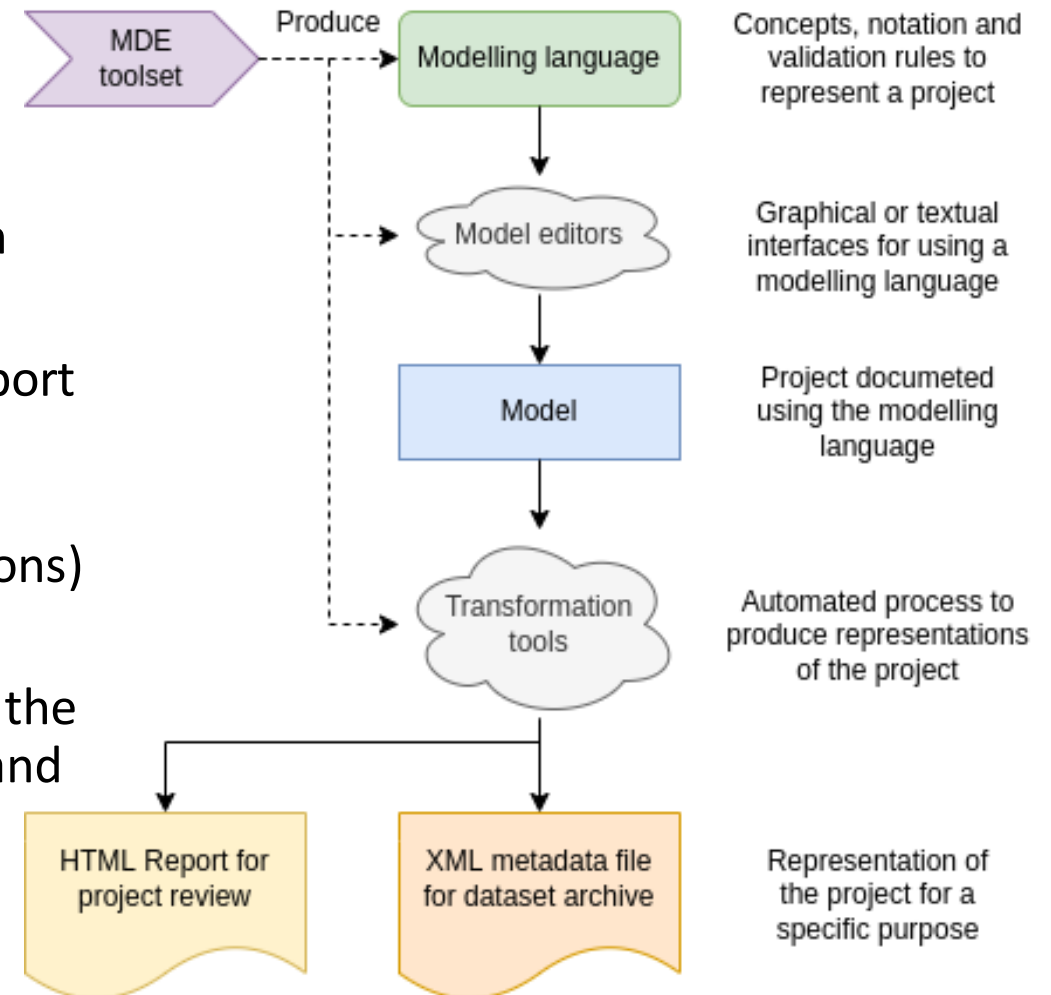 Produce
MDE
toolset
Modelling language
Concepts, notation and
validation rules to
represent a project
Model editors
Graphical or textual
interfaces for using a
modelling language
port
Model
Project documeted
using the modelling
language
ons)
Transformation
tools
Automated process to
produce representations
of the project
the
and
HTML Report for
project review
XML metadata file
for dataset archive
Representation of
the project for a
specific purpose